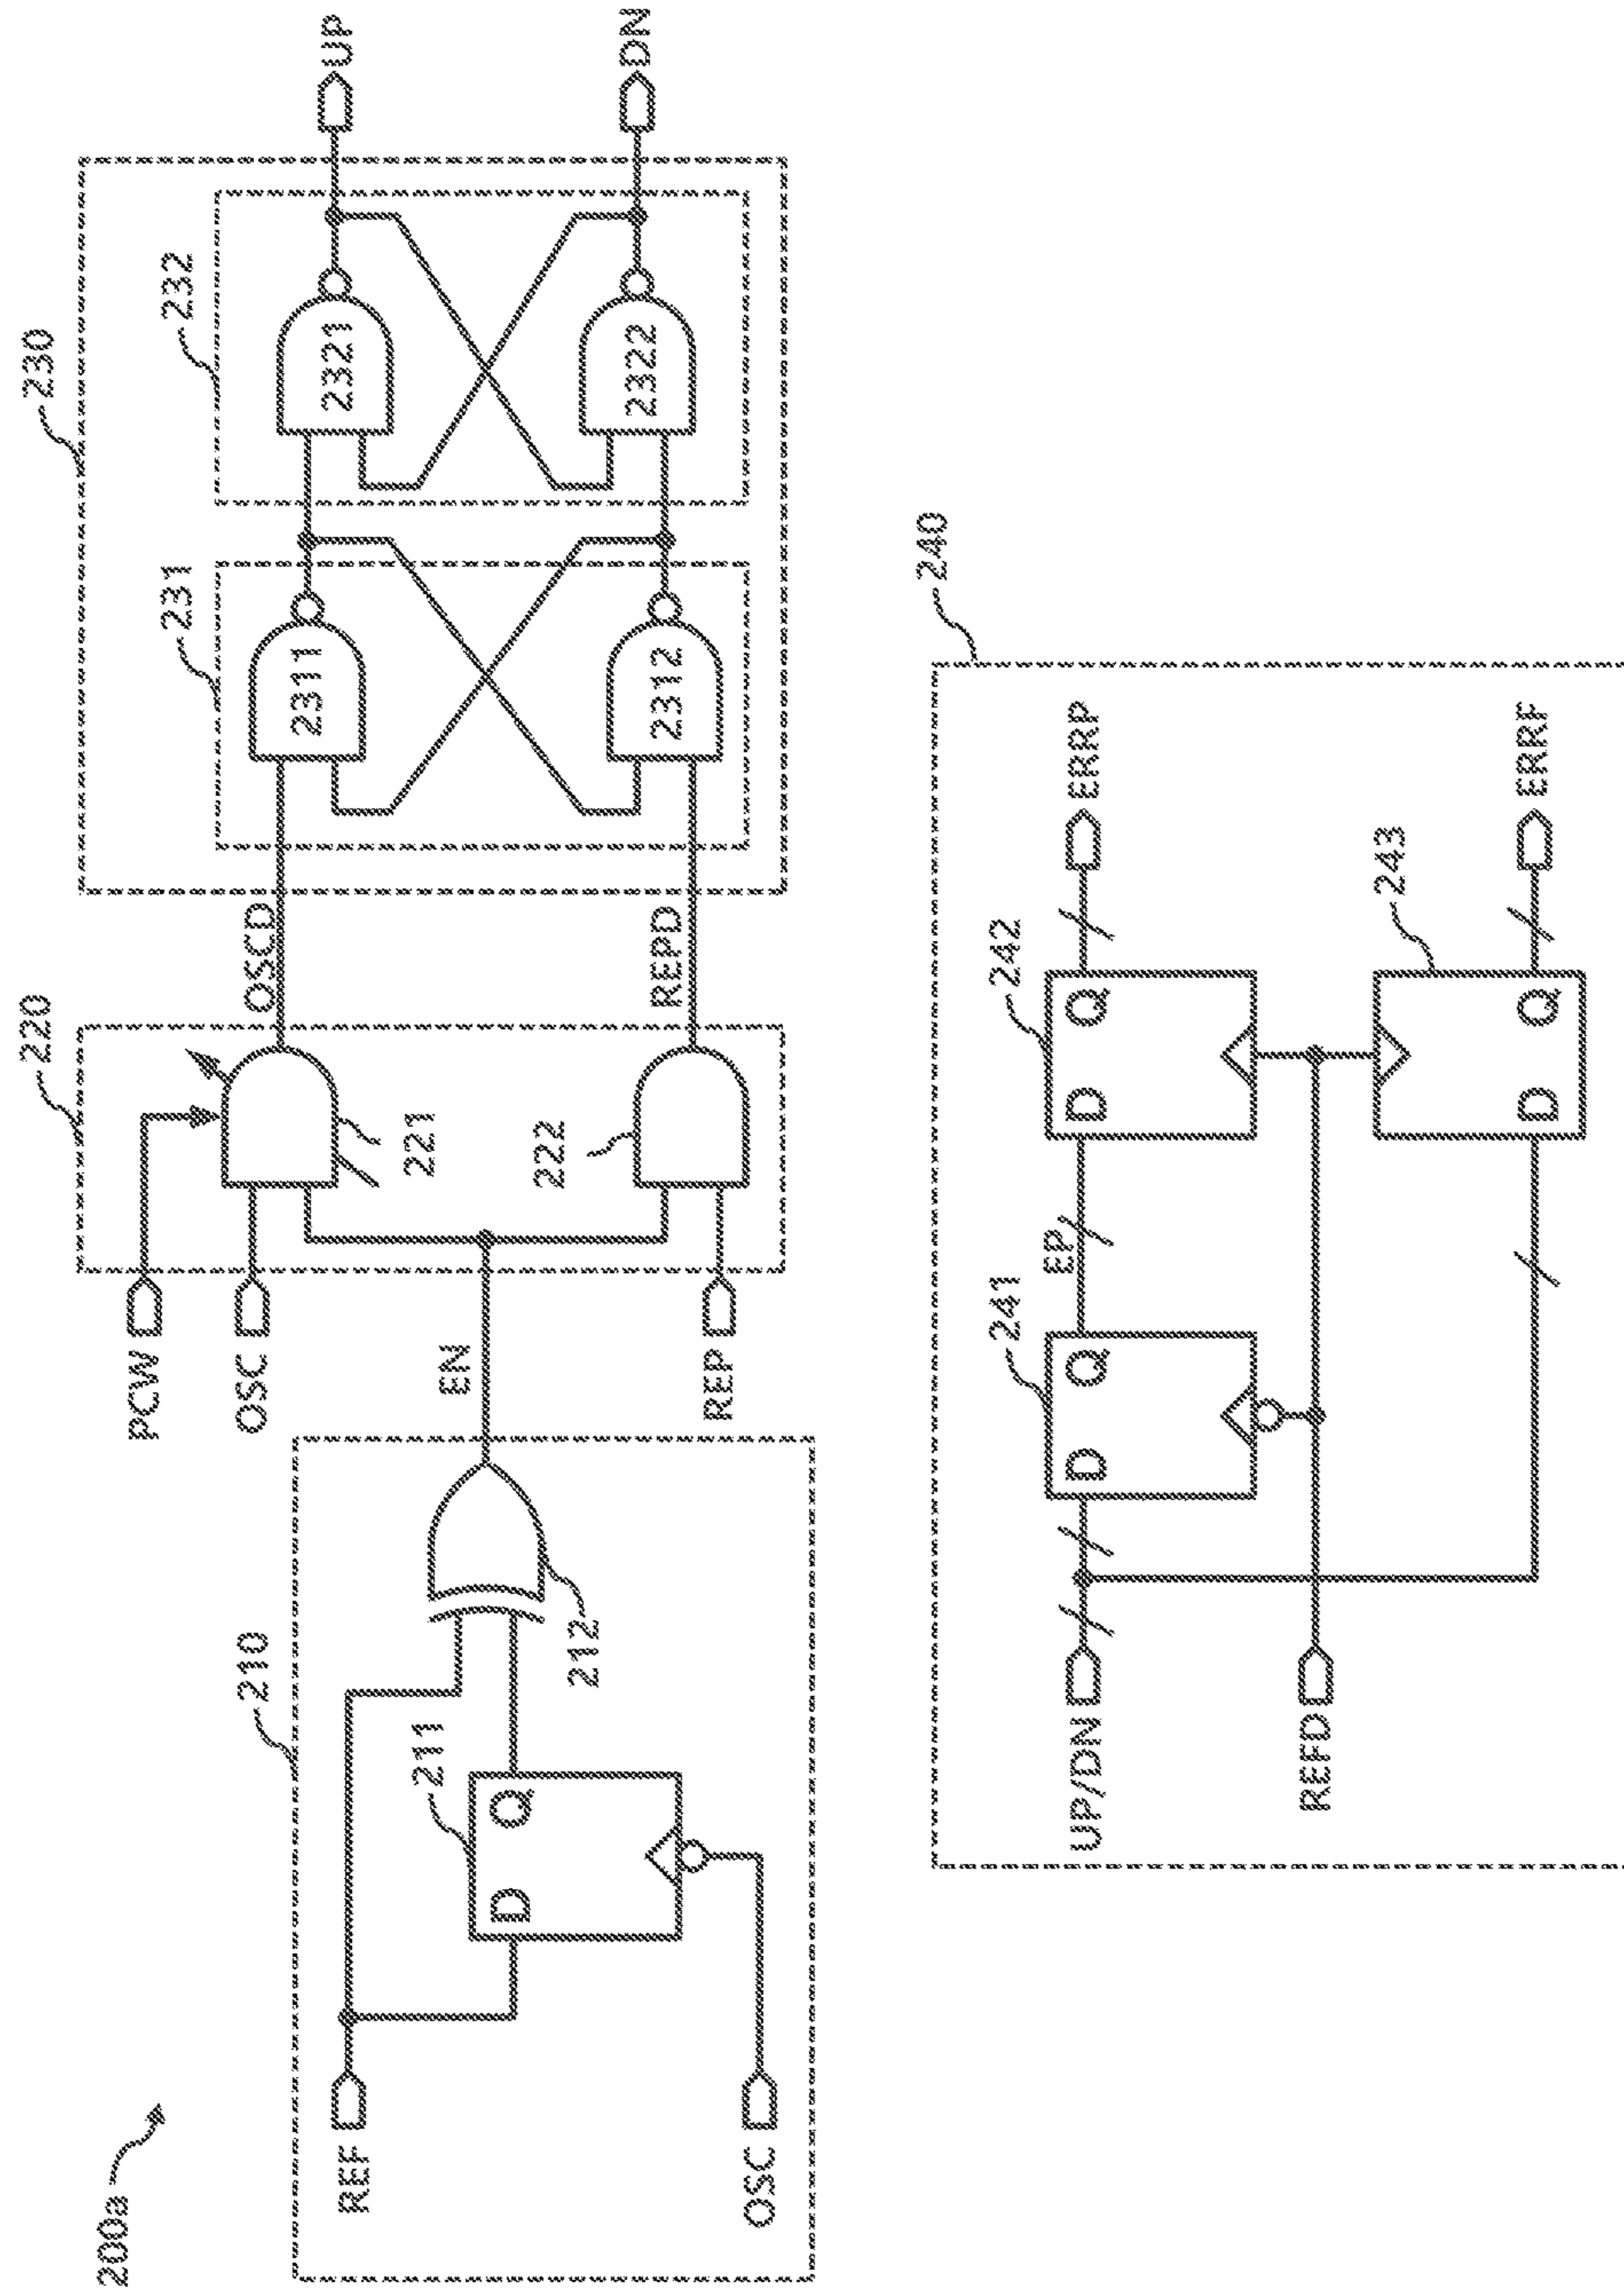 200a
REF
OSC
210
211
D
Q
212
EN
PCW
OSC
REP
220
221
222
OSCD
REPD
230
231
2311
2312
232
2321
2322
UP
DN
240
UP/DN
REFD
241
D
Q
EP
242
D
Q
243
D
Q
ERRP
ERRF